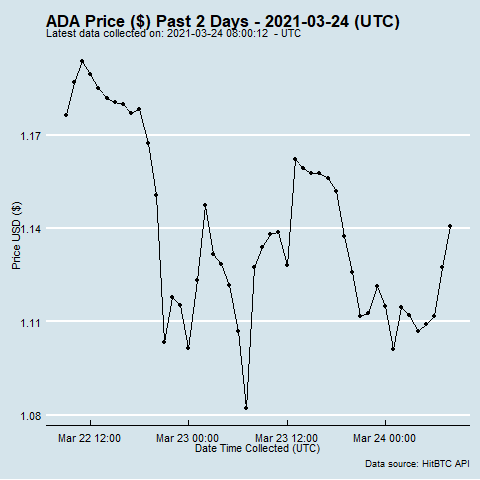 ADA Price ($) Past 2 Days - 2021-03-24 (UTC)
Latest data collected on: 2021-03-24 08:00:12 - UTC
1.17
1.14
1.11
1.08
Price USD ($)
Mar 22 12:00 Mar 23 00:00 Mar 23 12:00 Mar 24 00:00
Date Time Collected (UTC)
Data source: HitBTC API